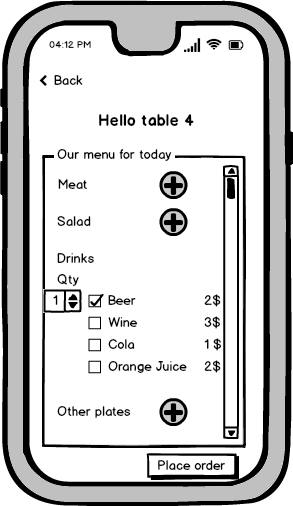 04:12 PM
Back
Hello table 4
Our menu for today
Meat
Salad
Drinks
Qty
1 Beer 2$
Wine 3$
Cola 1$
Orange Juice 2$
Other plates
Place order